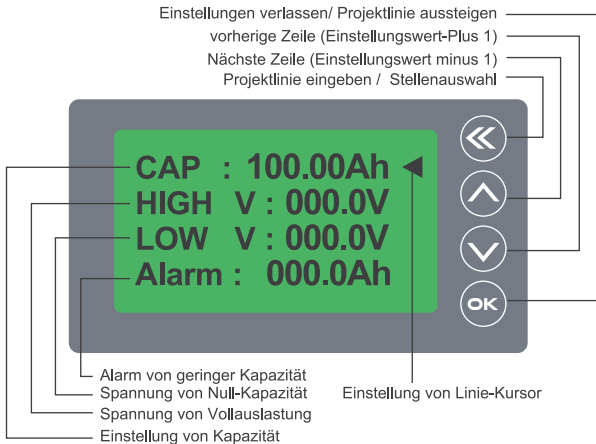 Einstellungen verlassen/ Projektlinie aussteigen
vorherige Zeile (Einstellungswert-Plus 1)
Nächste Zeile (Einstellungswert minus 1)
Projektlinie eingeben / Stellenauswahl
CAP : 100.00Ah
HIGH V : 000.0V
LOW V : 000.0V
Alarm : 000.0Ah
OK
Alarm von geringer Kapazität
Spannung von Null-Kapazität
Einstellung von Linie-Kursor
Spannung von Vollauslastung
Einstellung von Kapazität